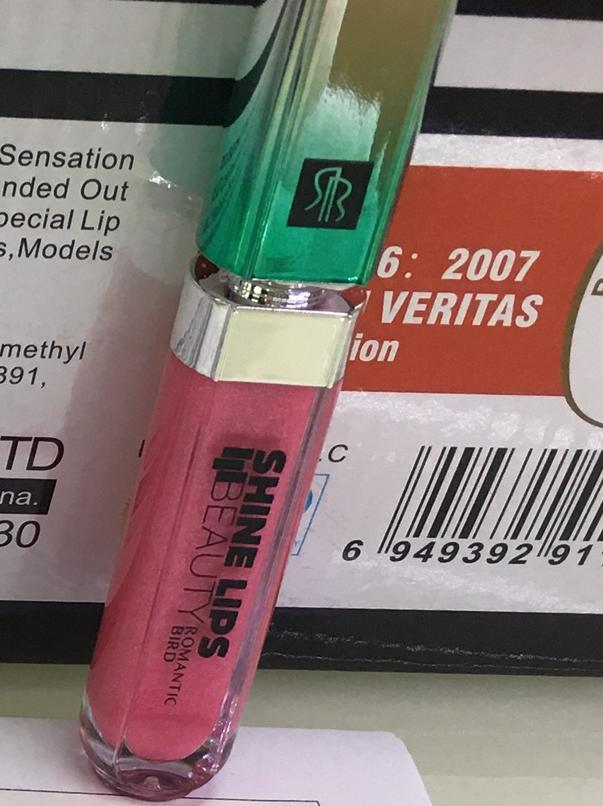 Sensation
nded Out
pecial Lip
s,Models
methyl
391,
TD
na.
30
6: 2007
VERITAS
ion
C
6 949392 911
SHINE LIPS
BEAUTY
ROMANTIC
BIRD